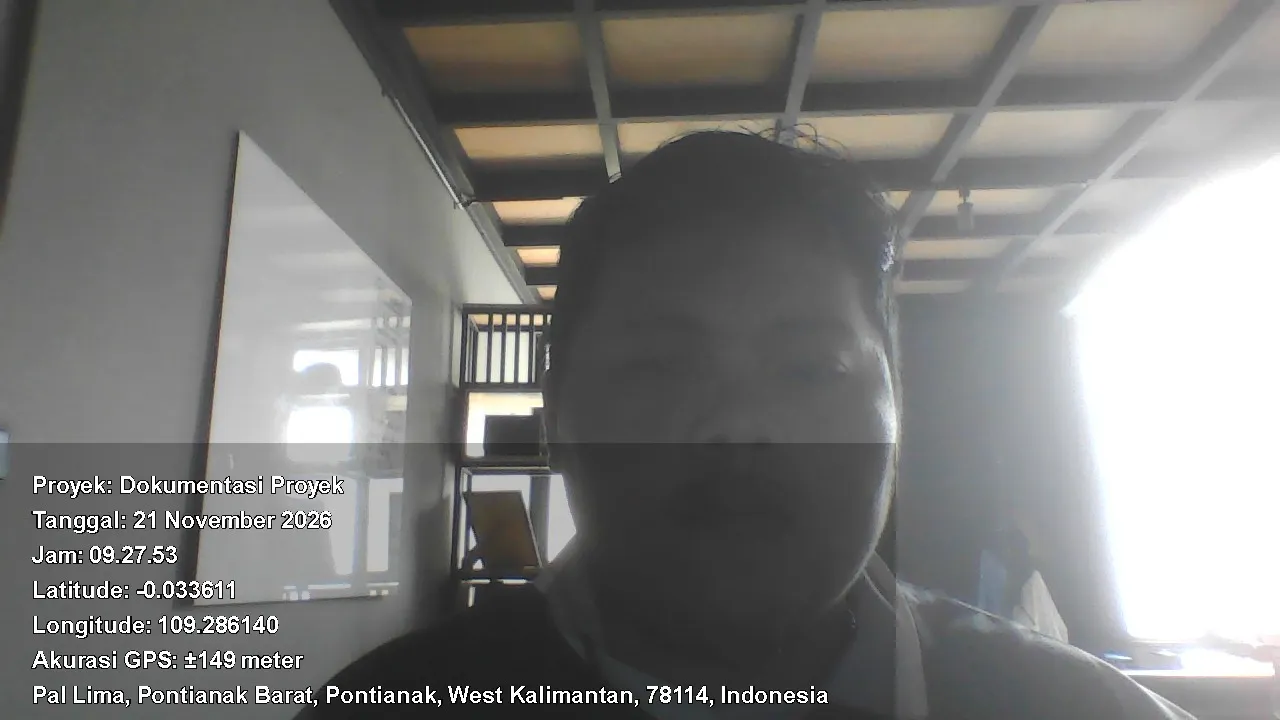 Proyek: Dokumentasi Proyek
Tanggal: 21 November 2026
Jam: 09.27.53
Latitude: -0.033611
Longitude: 109.286140
Akurasi GPS: ±149 meter
Pal Lima, Pontianak Barat, Pontianak, West Kalimantan, 78114, Indonesia